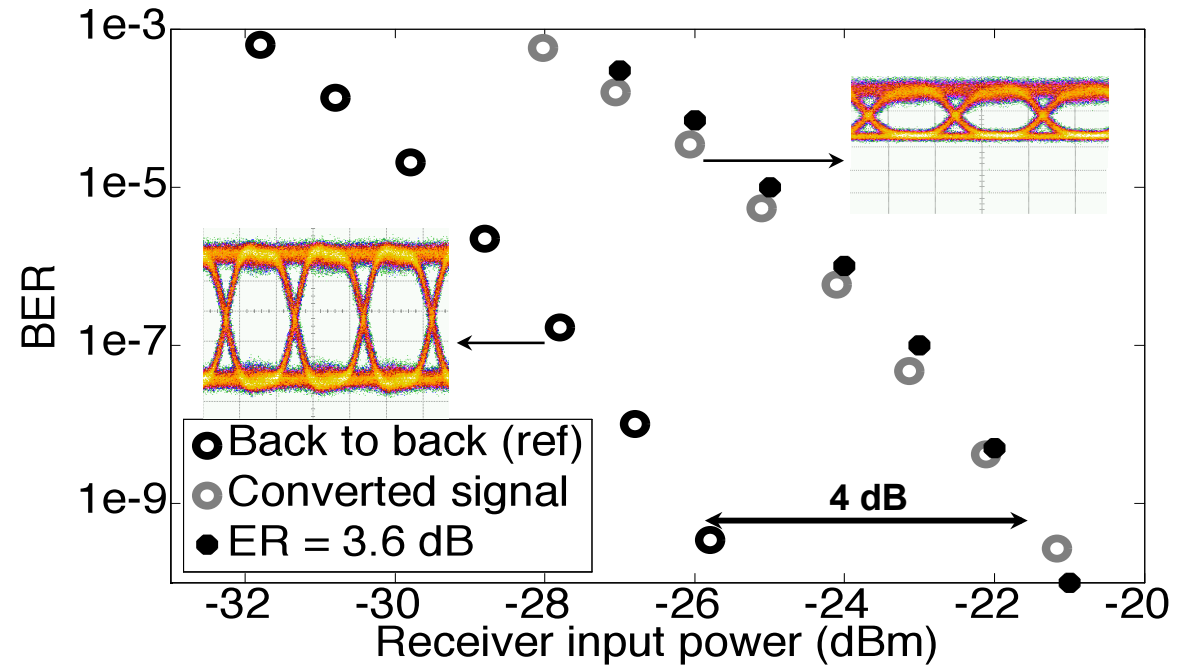 1e-3
1e-5
1e-7
1e-9
BER
Back to back (ref)
Converted signal
ER = 3.6 dB
4 dB
-32 -30 -28 -26 -24 -22 -20
Receiver input power (dBm)